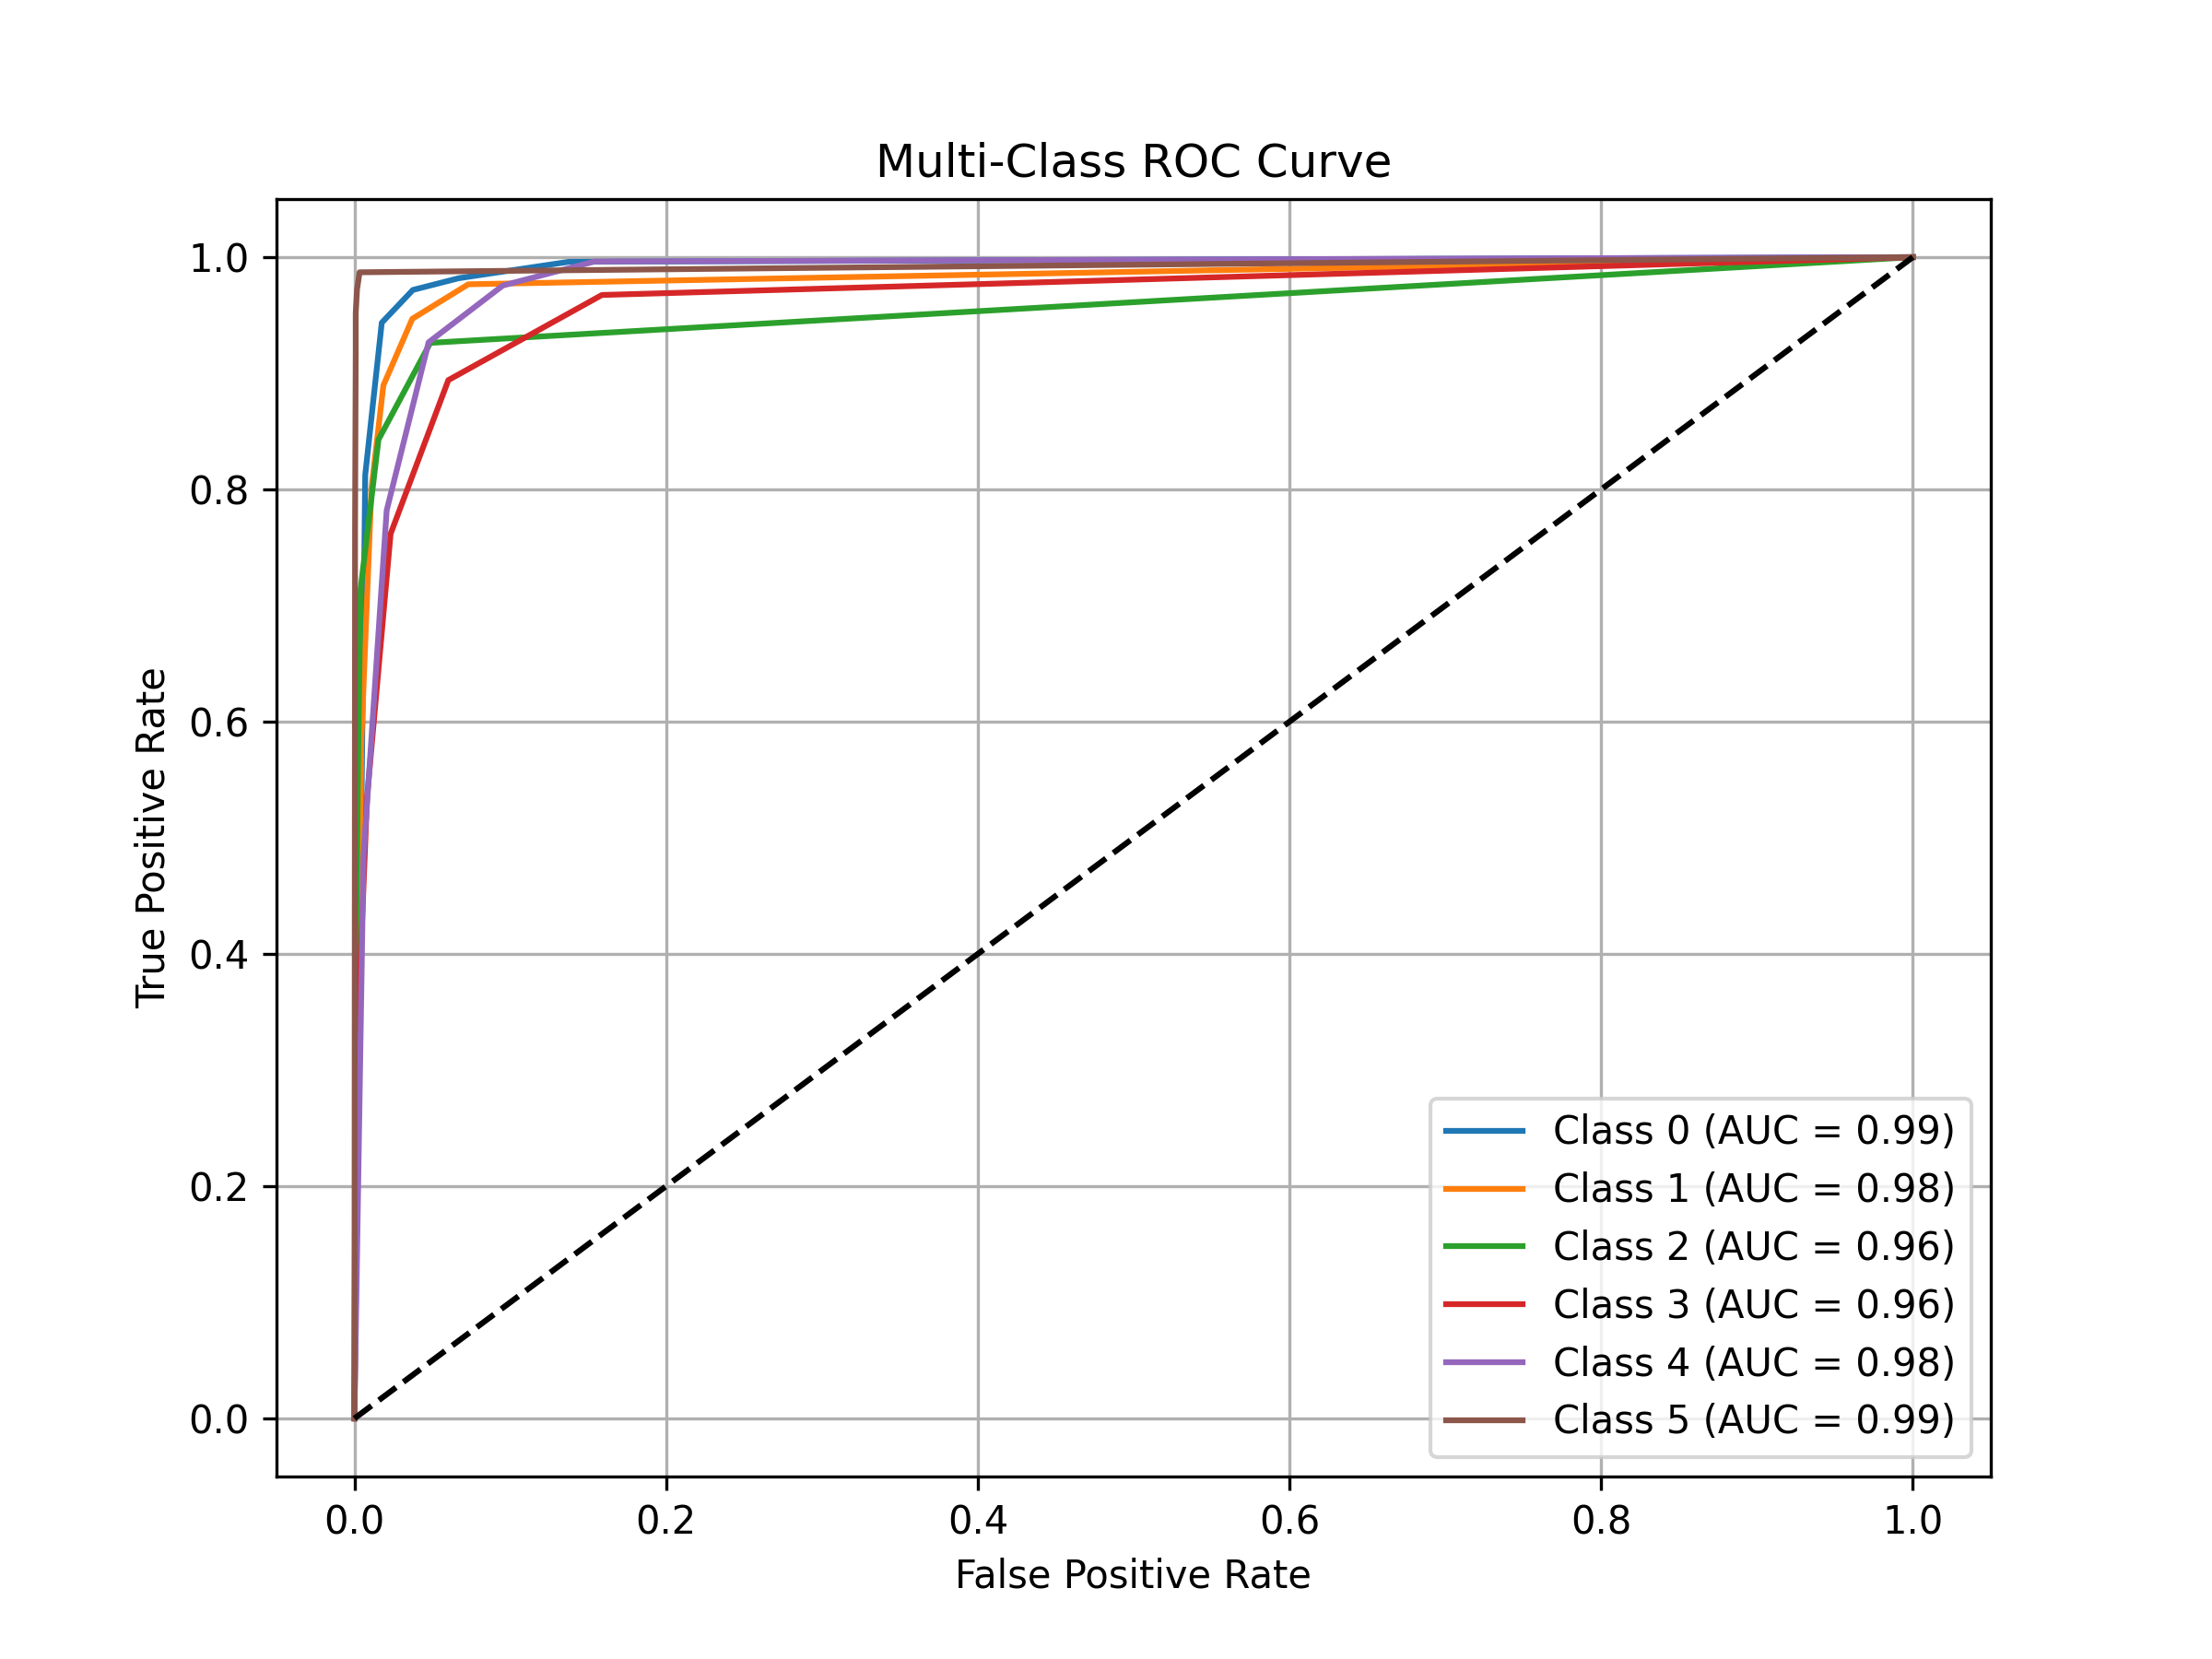 Multi-Class ROC Curve
1.0
0.8
0.6
0.4
0.2
0.0
True Positive Rate
0.0 0.2 0.4 0.6 0.8 1.0
False Positive Rate
Class 0 (AUC = 0.99)
Class 1 (AUC = 0.98)
Class 2 (AUC = 0.96)
Class 3 (AUC = 0.96)
Class 4 (AUC = 0.98)
Class 5 (AUC = 0.99)